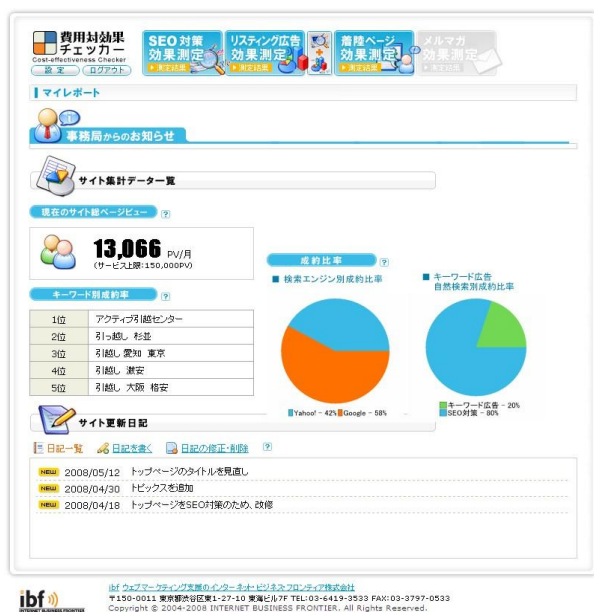 費用対効果
チェッカー
Cost-effectiveness Checker
設定
ログアウト
SEO対策
効果測定
測定結果
リスティング広告
効果測定
測定結果
着陸ページ
効果測定
測定結果
メルマガ
効果測定
測定結果
マイレポート
事務局からのお知らせ
サイト集計データ一覧
現在のサイト総ページビュー ?
13,066 PV/月
(サービス上限:150,000PV)
成約比率 ?
■ 検索エンジン別成約比率
■ キーワード広告
自然検索別成約比率
キーワード別成約率 ?
1位 アクティブ引越センター
2位 引っ越し 杉並
3位 引越し 愛知 東京
4位 引越し 激安
5位 引越し 大阪 格安
Yahoo! - 42% Google - 58%
キーワード広告 - 20%
SEO対策 - 80%
サイト更新日記
日記一覧 日記を書く 日記の修正・削除 ?
NEW 2008/05/12 トップページのタイトルを見直し
NEW 2008/04/30 トピックスを追加
NEW 2008/04/18 トップページをSEO対策のため、改修
ibf
INTERNET BUSINESS FRONTIER
ibf ウェブマーケティング支援のインターネットビジネスフロンティア株式会社
〒150-0011 東京都渋谷区東1-27-10 東海ビル7F TEL:03-6419-3533 FAX:03-3797-0533
Copyright © 2004-2008 INTERNET BUSINESS FRONTIER. All Rights Reserved.